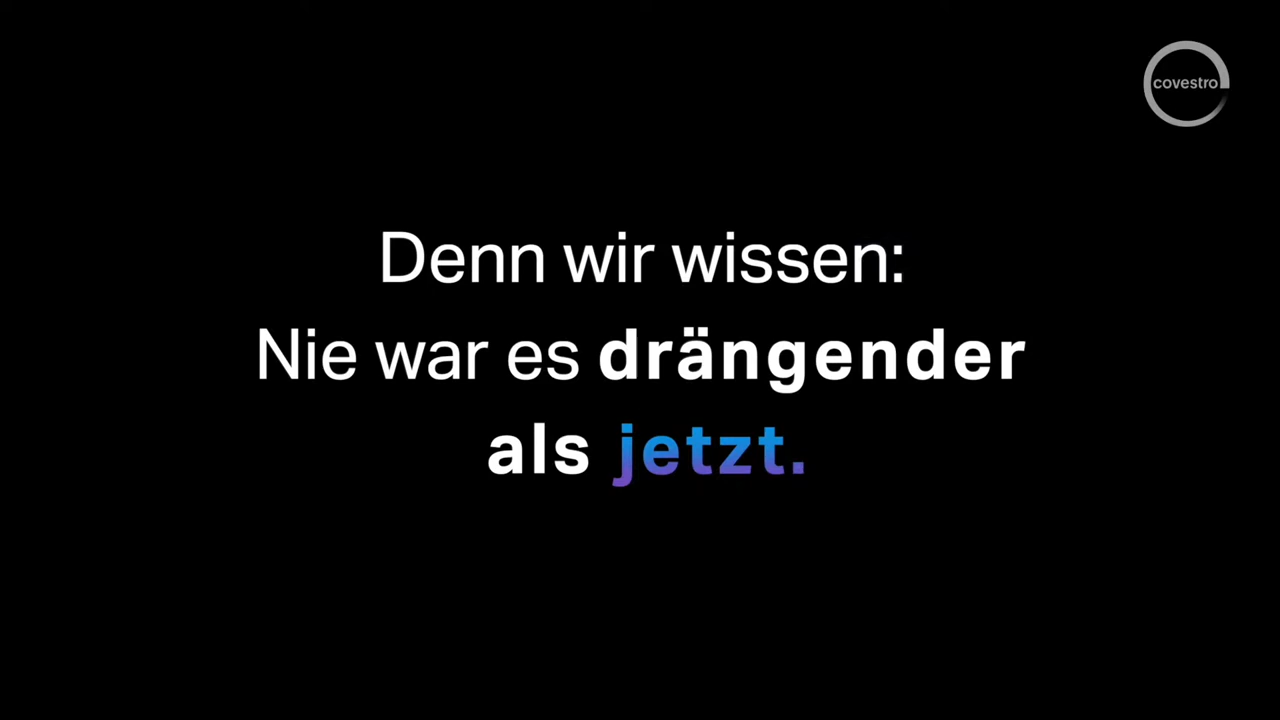 covestro
Denn wir wissen:
Nie war es drängender
als jetzt.